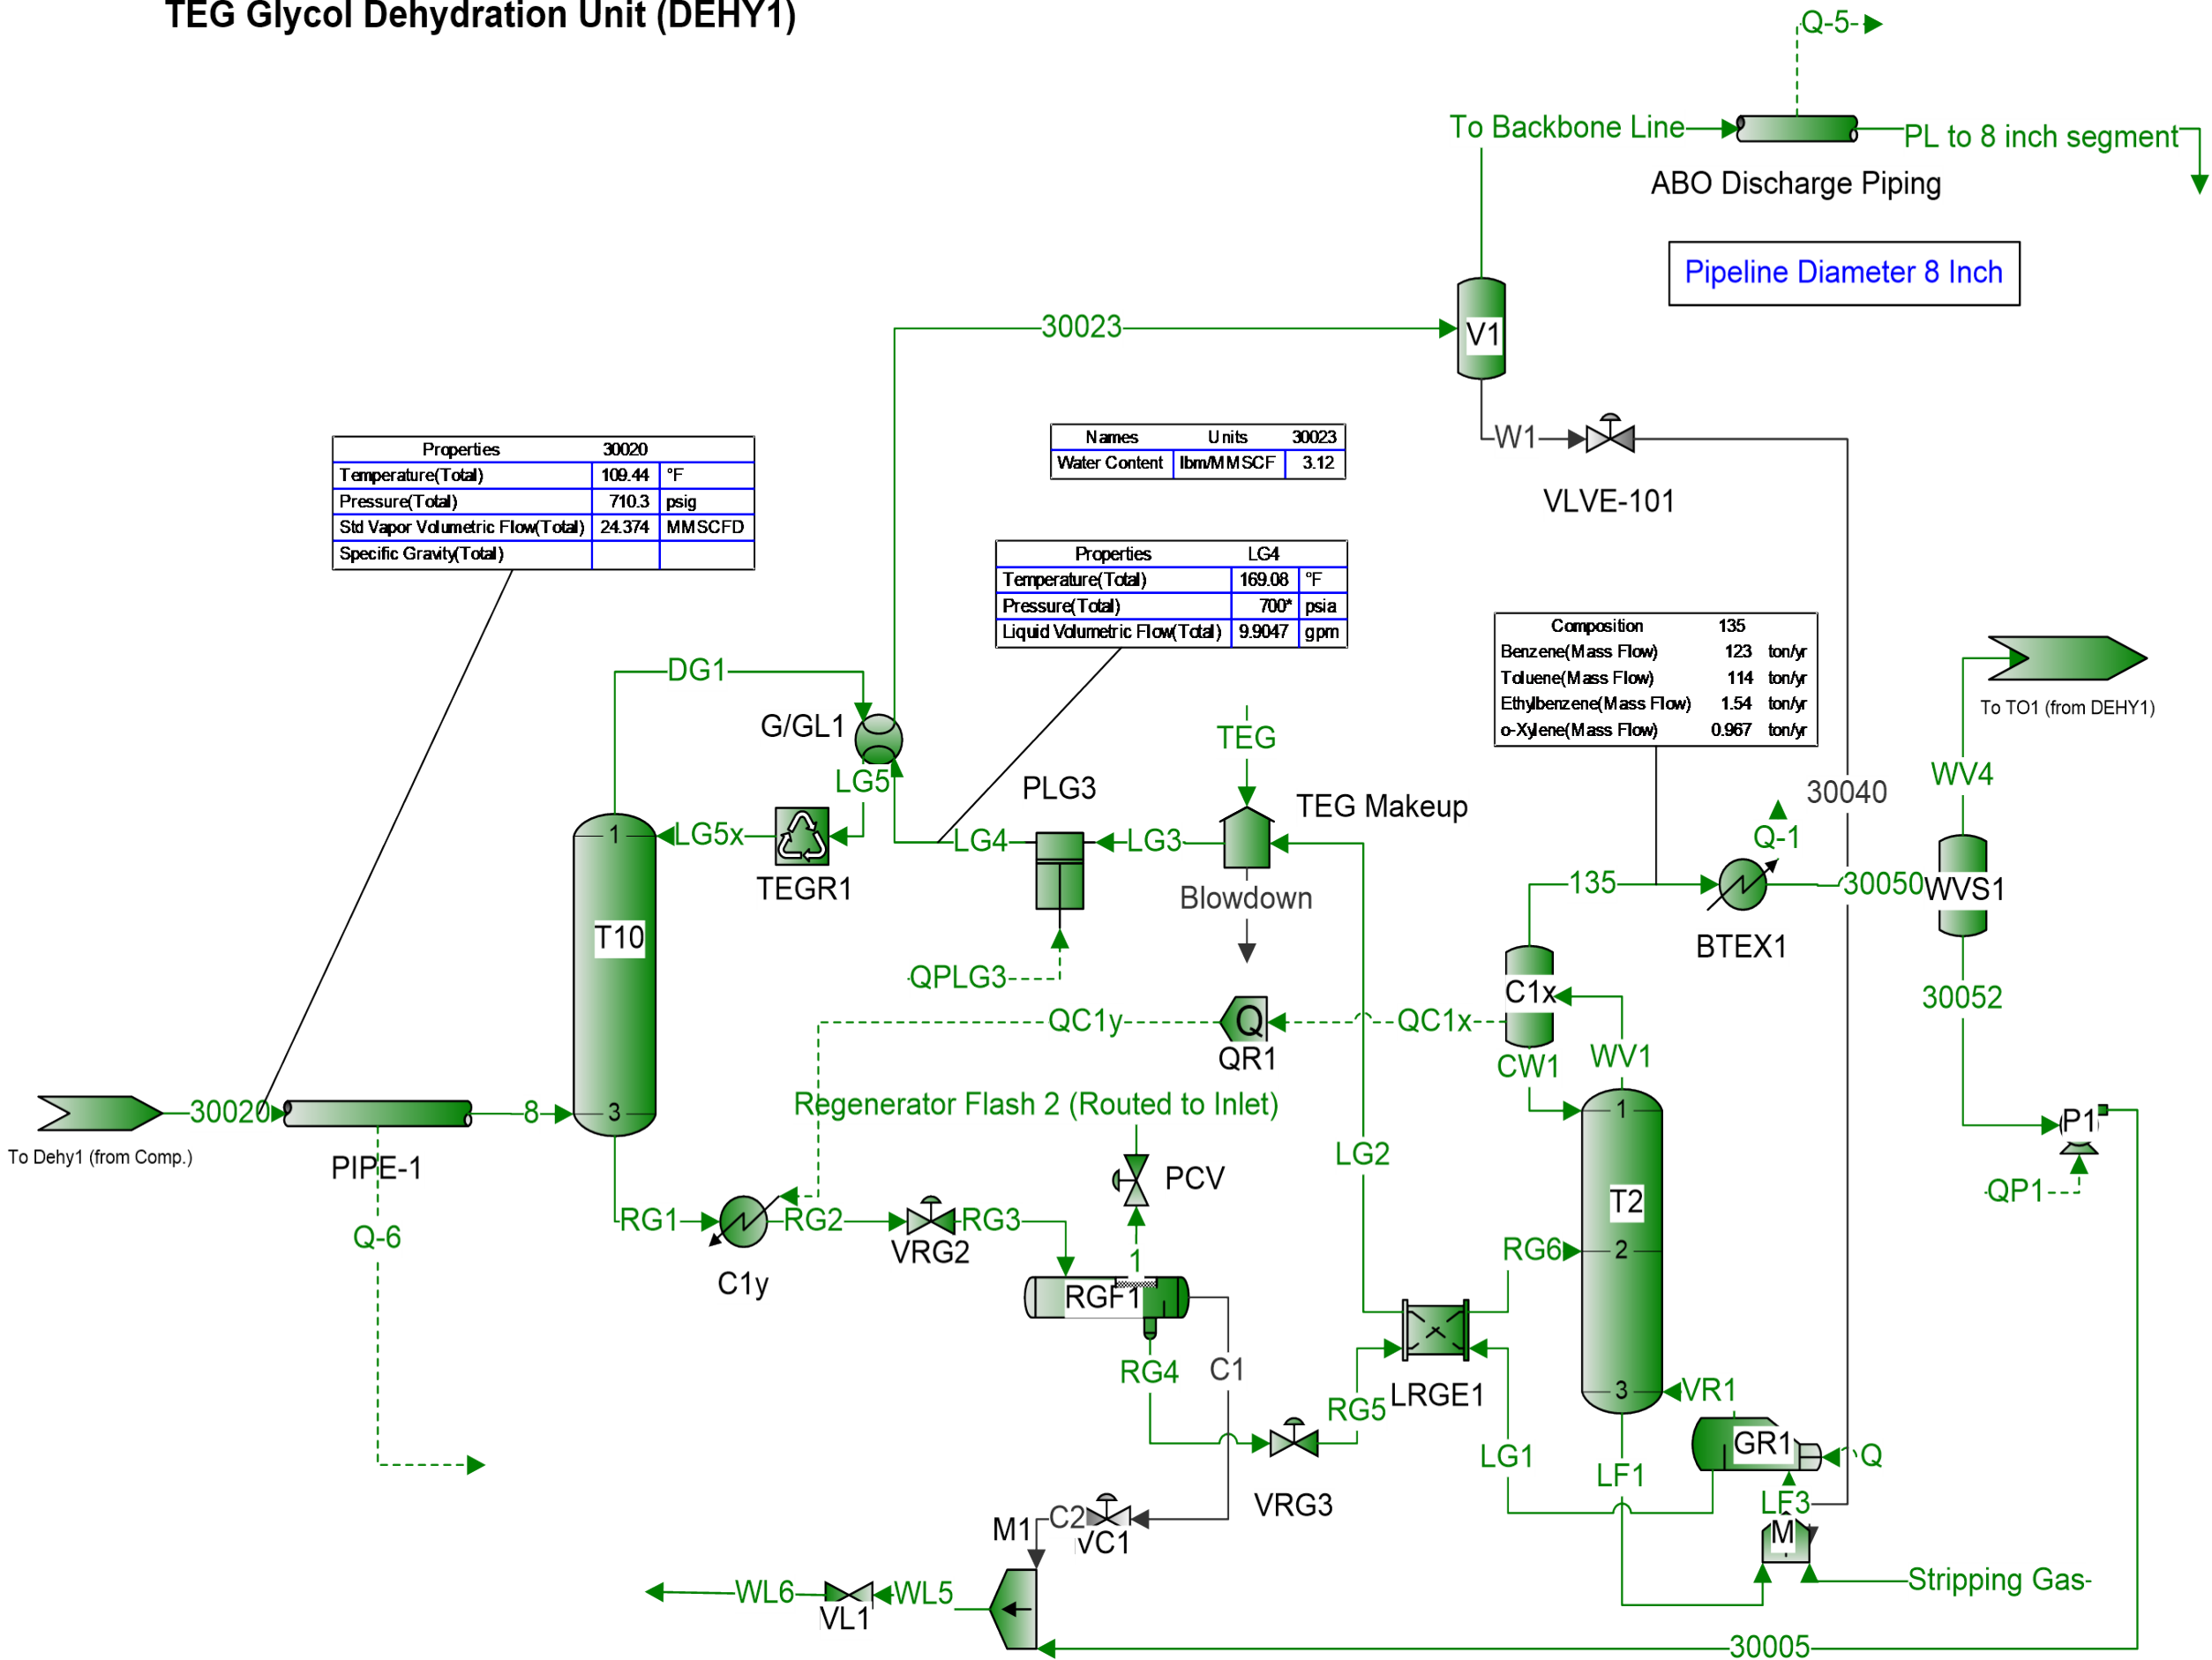 TEG Glycol Dehydration Unit (DEHY1)
Q-5
To Backbone Line
PL to 8 inch segment
ABO Discharge Piping
Pipeline Diameter 8 Inch
30023
V1
W1
VLVE-101
Properties 30020
Temperature(Total) 109.44 °F
Pressure(Total) 710.3 psig
Std Vapor Volumetric Flow(Total) 24.374 MMSCFD
Specific Gravity(Total)
Names Units 30023
Water Content lbm/MMSCF 3.12
Properties LG4
Temperature(Total) 169.08 °F
Pressure(Total) 700* psia
Liquid Volumetric Flow(Total) 9.9047 gpm
Composition 135
Benzene(Mass Flow) 123 ton/yr
Toluene(Mass Flow) 114 ton/yr
Ethylbenzene(Mass Flow) 1.54 ton/yr
o-Xylene(Mass Flow) 0.967 ton/yr
To TO1 (from DEHY1)
DG1
G/GL1
LG5
PLG3
TEG
TEG Makeup
WV4
30040
Q-1
1
LG5x
TEGR1
LG4
LG3
Blowdown
135
30050
WVS1
BTEX1
T10
QPLG3
C1x
30052
QC1y
Q
QR1
QC1x
CW1
WV1
Regenerator Flash 2 (Routed to Inlet)
30020
8
3
1
P1
To Dehy1 (from Comp.)
PIPE-1
LG2
PCV
QP1
T2
Q-6
RG1
RG2
RG3
VRG2
C1y
1
RG6
2
RGF1
RG4
C1
LRGE1
RG5
3
VR1
GR1
Q
LG1
LF1
VRG3
LF3
M
M1
C2
VC1
WL6
WL5
VL1
Stripping Gas
30005